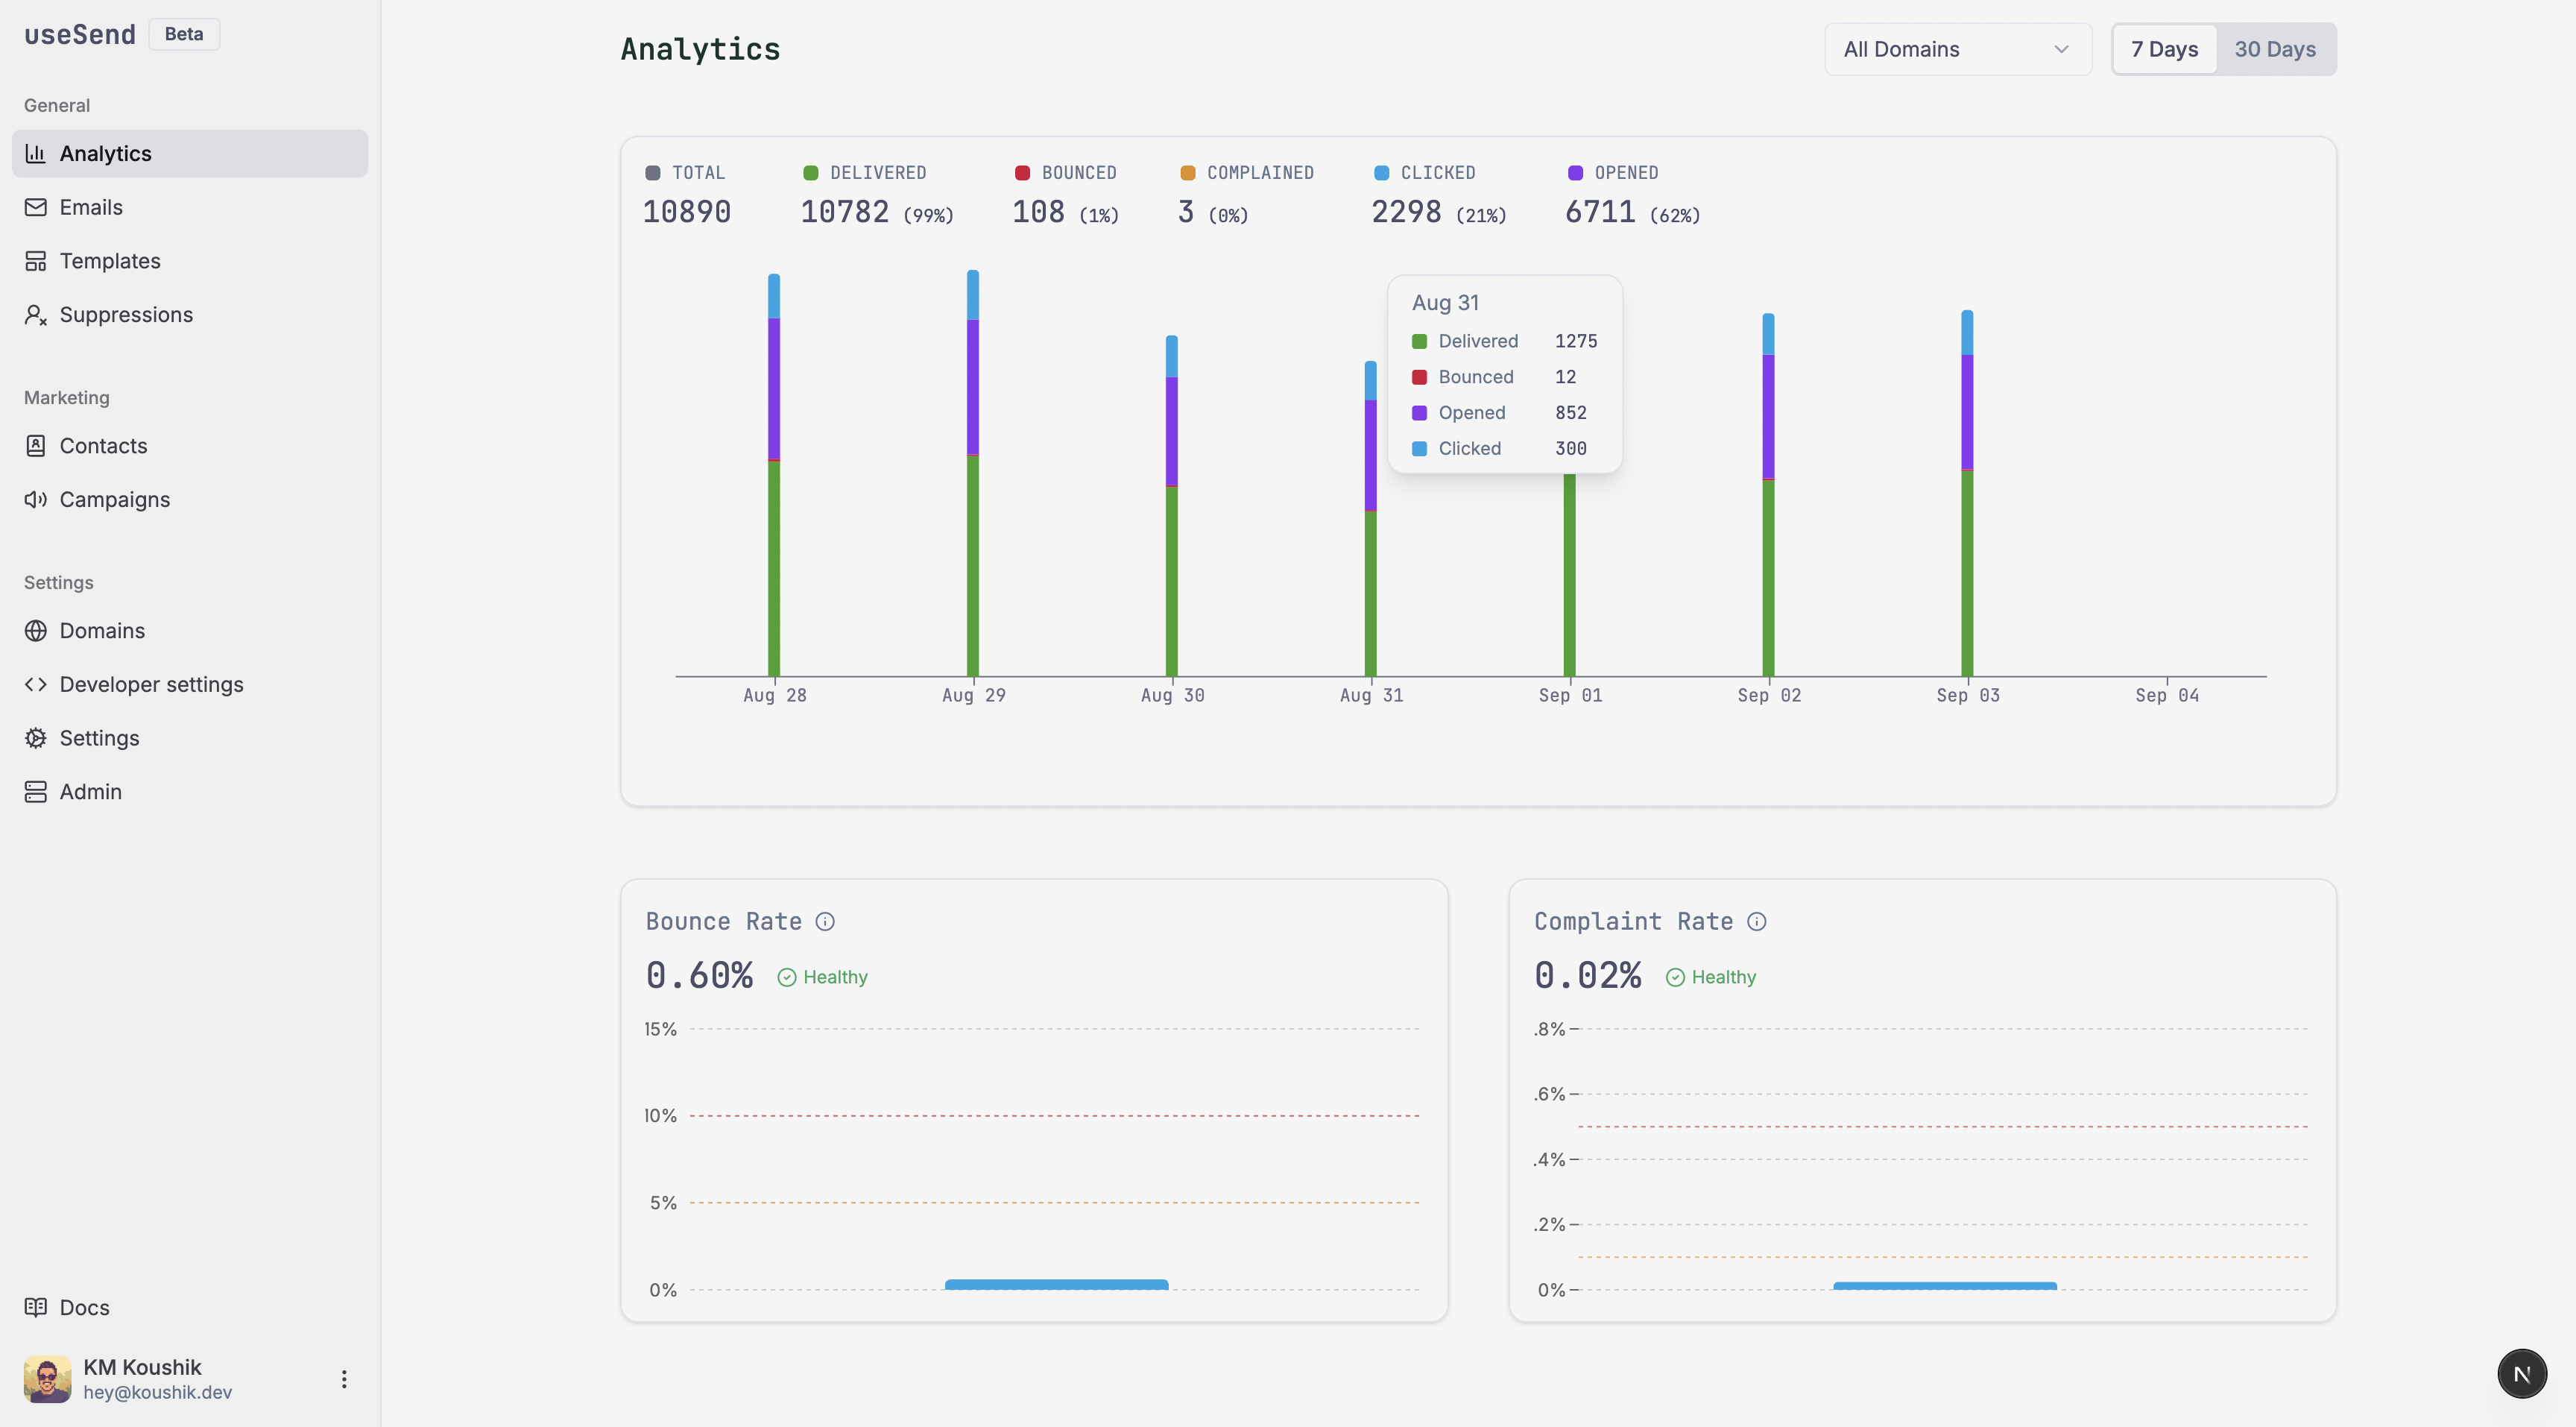 useSend Beta
General
Analytics
Emails
Templates
Suppressions
Marketing
Contacts
Campaigns
Settings
Domains
Developer settings
Settings
Admin
Docs
KM Koushik
hey@koushik.dev
Analytics
All Domains
7 Days 30 Days
TOTAL DELIVERED BOUNCED COMPLAINED CLICKED OPENED
10890 10782 (99%) 108 (1%) 3 (0%) 2298 (21%) 6711 (62%)
Aug 31
Delivered 1275
Bounced 12
Opened 852
Clicked 300
Aug 28 Aug 29 Aug 30 Aug 31 Sep 01 Sep 02 Sep 03 Sep 04
Bounce Rate
0.60% Healthy
15%
10%
5%
0%
Complaint Rate
0.02% Healthy
.8%
.6%
.4%
.2%
0%
N